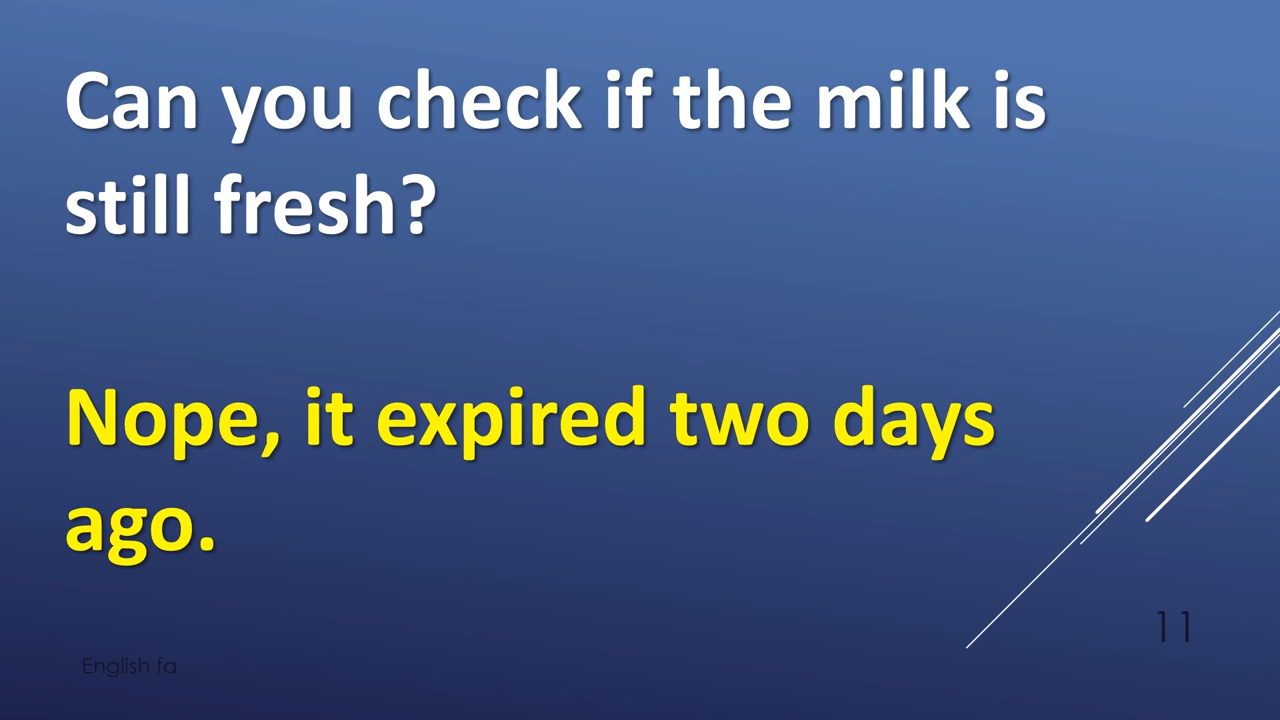 Can you check if the milk is
still fresh?
Nope, it expired two days
ago.
11
English fa